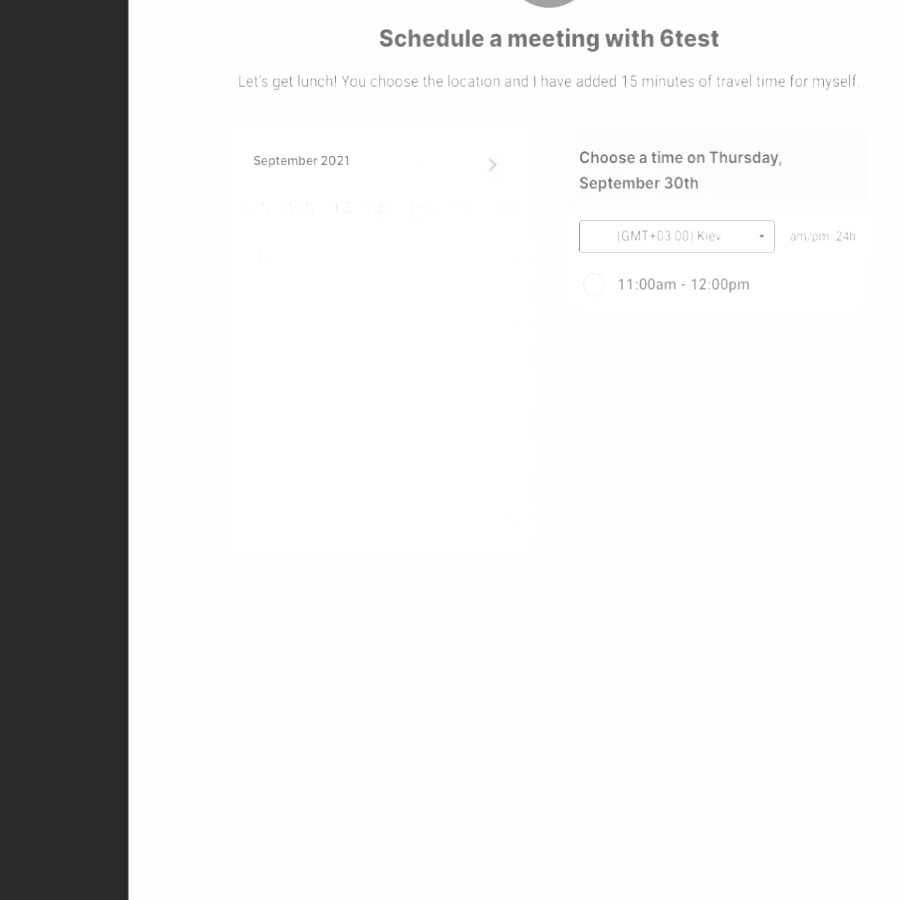 Schedule a meeting with 6test
Let's get lunch! You choose the location and I have added 15 minutes of travel time for myself.
September 2021
Choose a time on Thursday,
September 30th
(GMT+03:00) Kiev
am/pm 24h
11:00am - 12:00pm